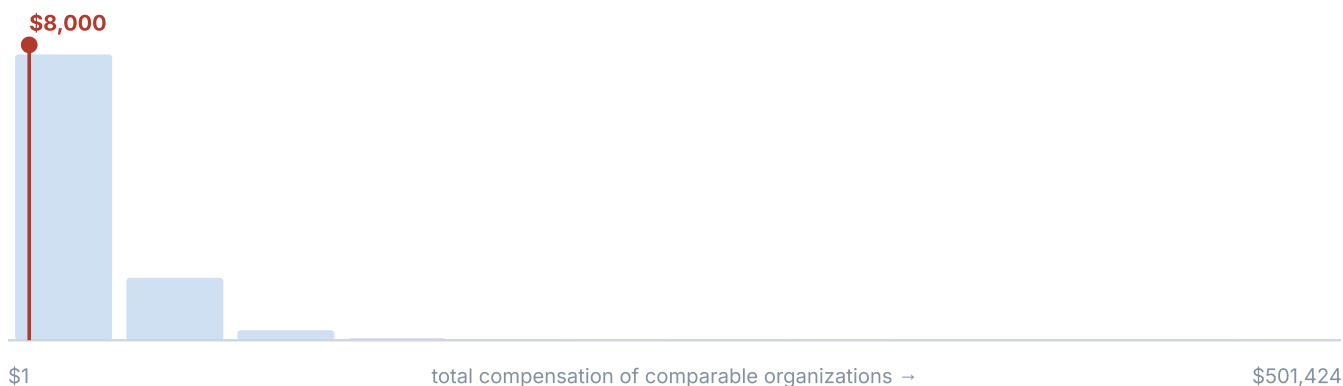 $8,000
$1
total compensation of comparable organizations →
$501,424